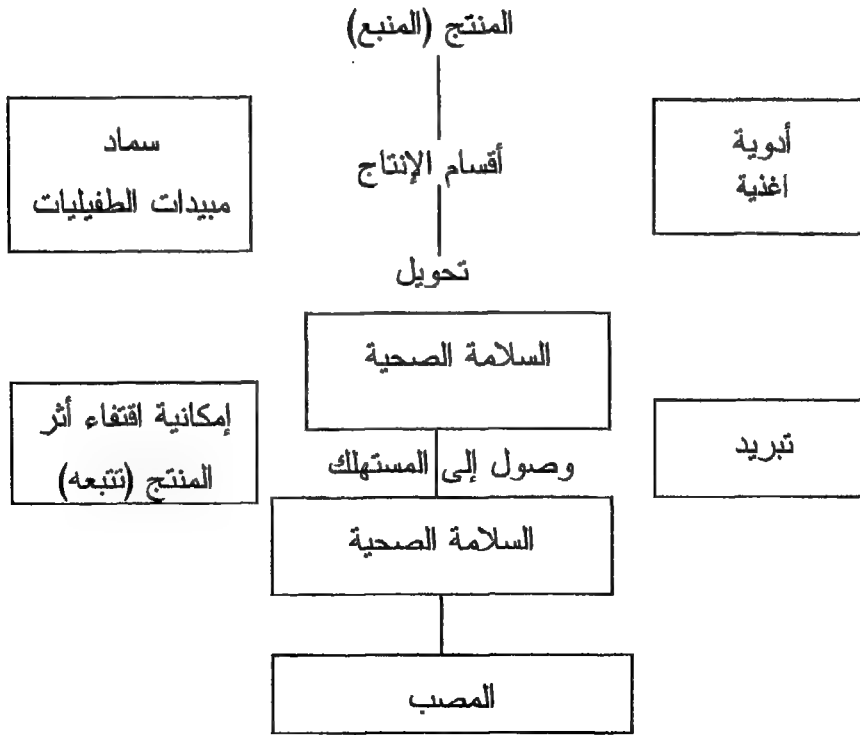 المنتج (المنبع)
أدوية
اغذية
سماد
مبيدات الطفيليات
أقسام الإنتاج
تحويل
السلامة الصحية
تبريد
إمكانية اقتفاء أثر
المنتج (تتبعه)
وصول إلى المستهلك
السلامة الصحية
المصب